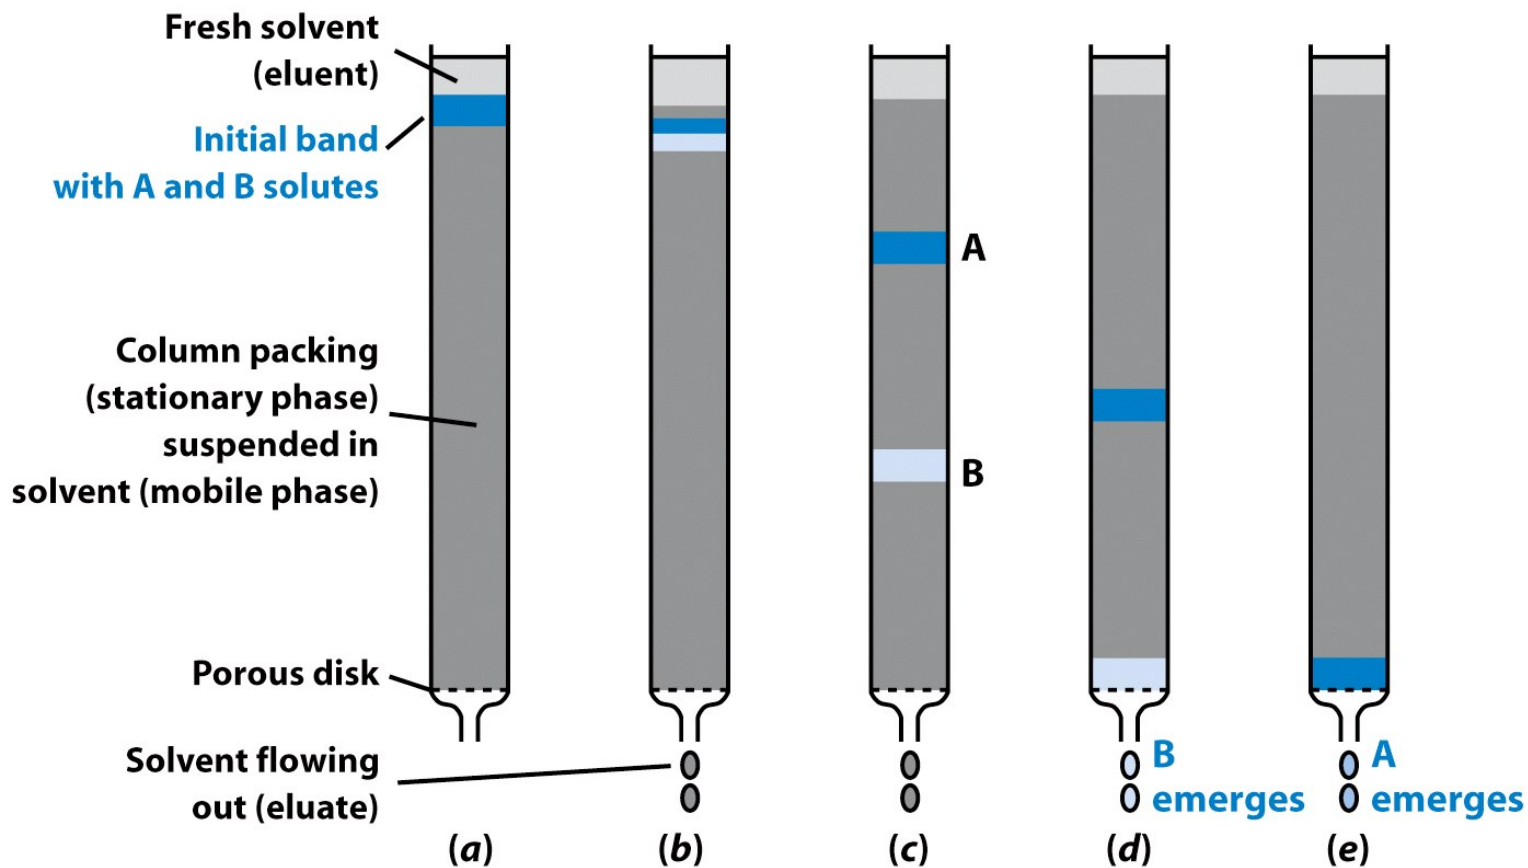 Fresh solvent
(eluent)
Initial band
with A and B solutes
Column packing
(stationary phase)
suspended in
solvent (mobile phase)
Porous disk
Solvent flowing
out (eluate)
A
B
B
emerges
A
emerges
(a)
(b)
(c)
(d)
(e)